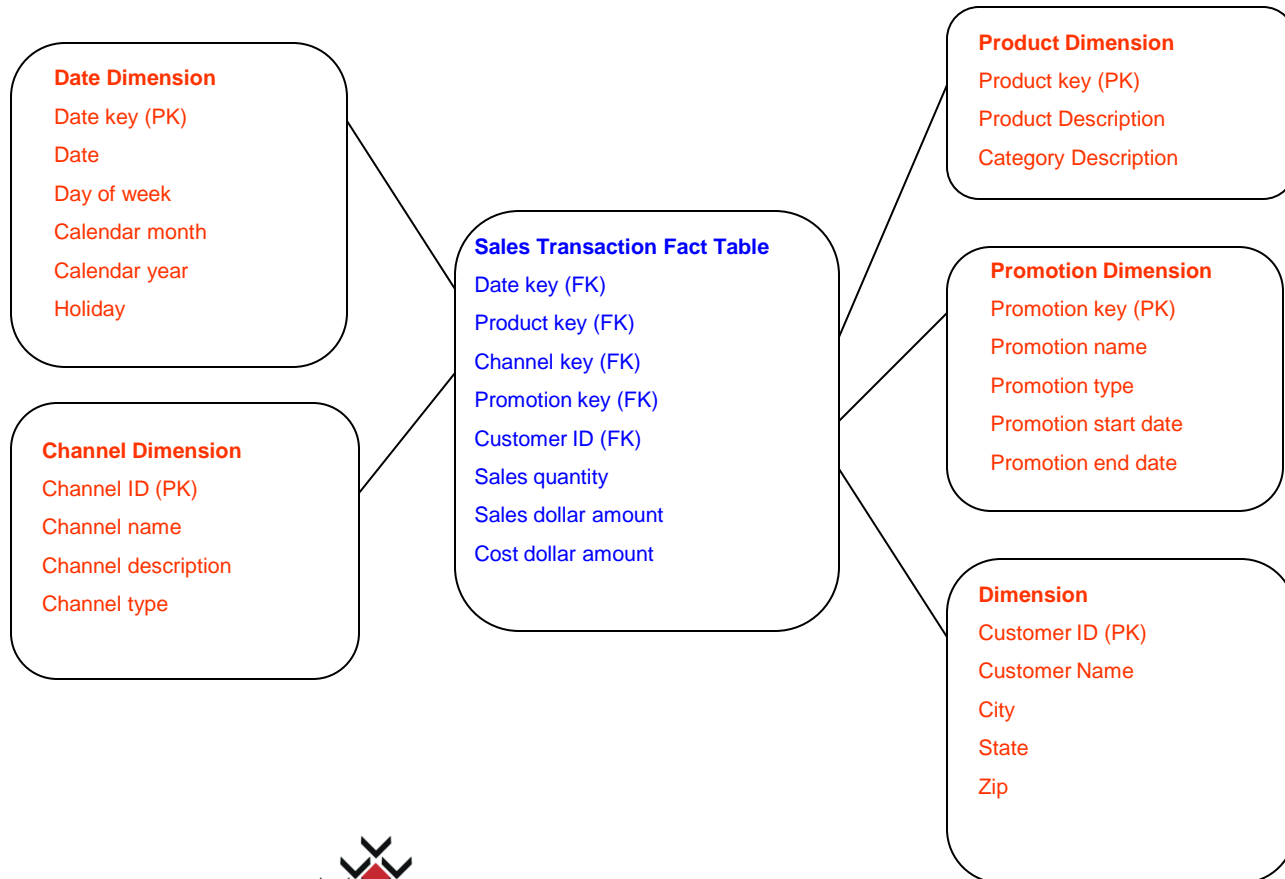 Date Dimension
Date key (PK)
Date
Day of week
Calendar month
Calendar year
Holiday
Channel Dimension
Channel ID (PK)
Channel name
Channel description
Channel type
Sales Transaction Fact Table
Date key (FK)
Product key (FK)
Channel key (FK)
Promotion key (FK)
Customer ID (FK)
Sales quantity
Sales dollar amount
Cost dollar amount
Product Dimension
Product key (PK)
Product Description
Category Description
Promotion Dimension
Promotion key (PK)
Promotion name
Promotion type
Promotion start date
Promotion end date
Dimension
Customer ID (PK)
Customer Name
City
State
Zip